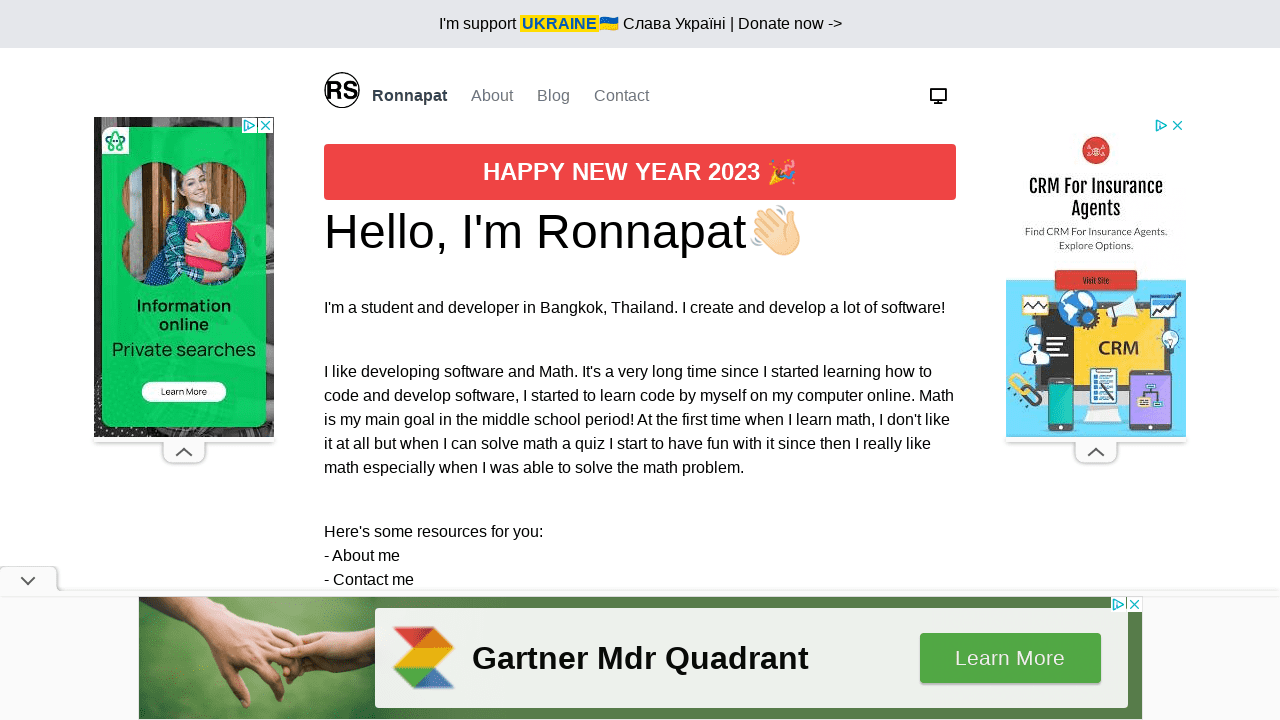 I'm support UKRAINE🇺🇦 Слава Україні | Donate now ->
RS
Ronnapat
About
Blog
Contact
HAPPY NEW YEAR 2023 🎉
Hello, I'm Ronnapat👋🏻
I'm a student and developer in Bangkok, Thailand. I create and develop a lot of software!
I like developing software and Math. It's a very long time since I started learning how to
code and develop software, I started to learn code by myself on my computer online. Math
is my main goal in the middle school period! At the first time when I learn math, I don't like
it at all but when I can solve math a quiz I start to have fun with it since then I really like
math especially when I was able to solve the math problem.
Here's some resources for you:
- About me
- Contact me
Information
online
Private searches
Learn More
CRM For Insurance
Agents
Find CRM For Insurance Agents.
Explore Options.
Visit Site
CRM
Gartner Mdr Quadrant
Learn More